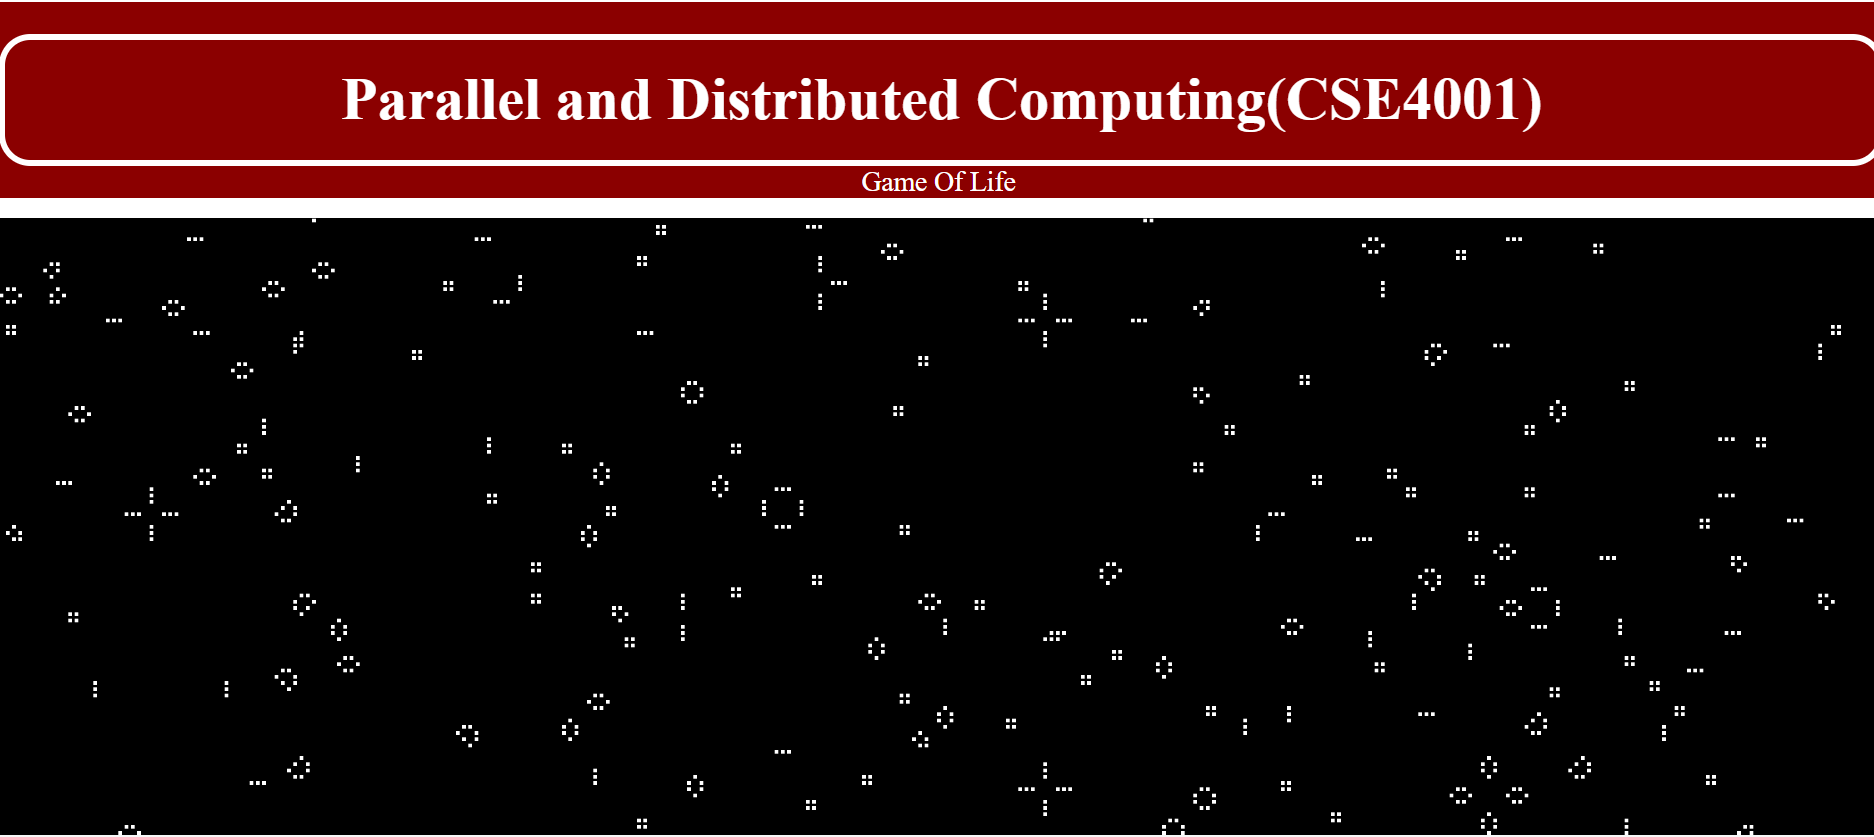 Parallel and Distributed Computing(CSE4001)
Game Of Life